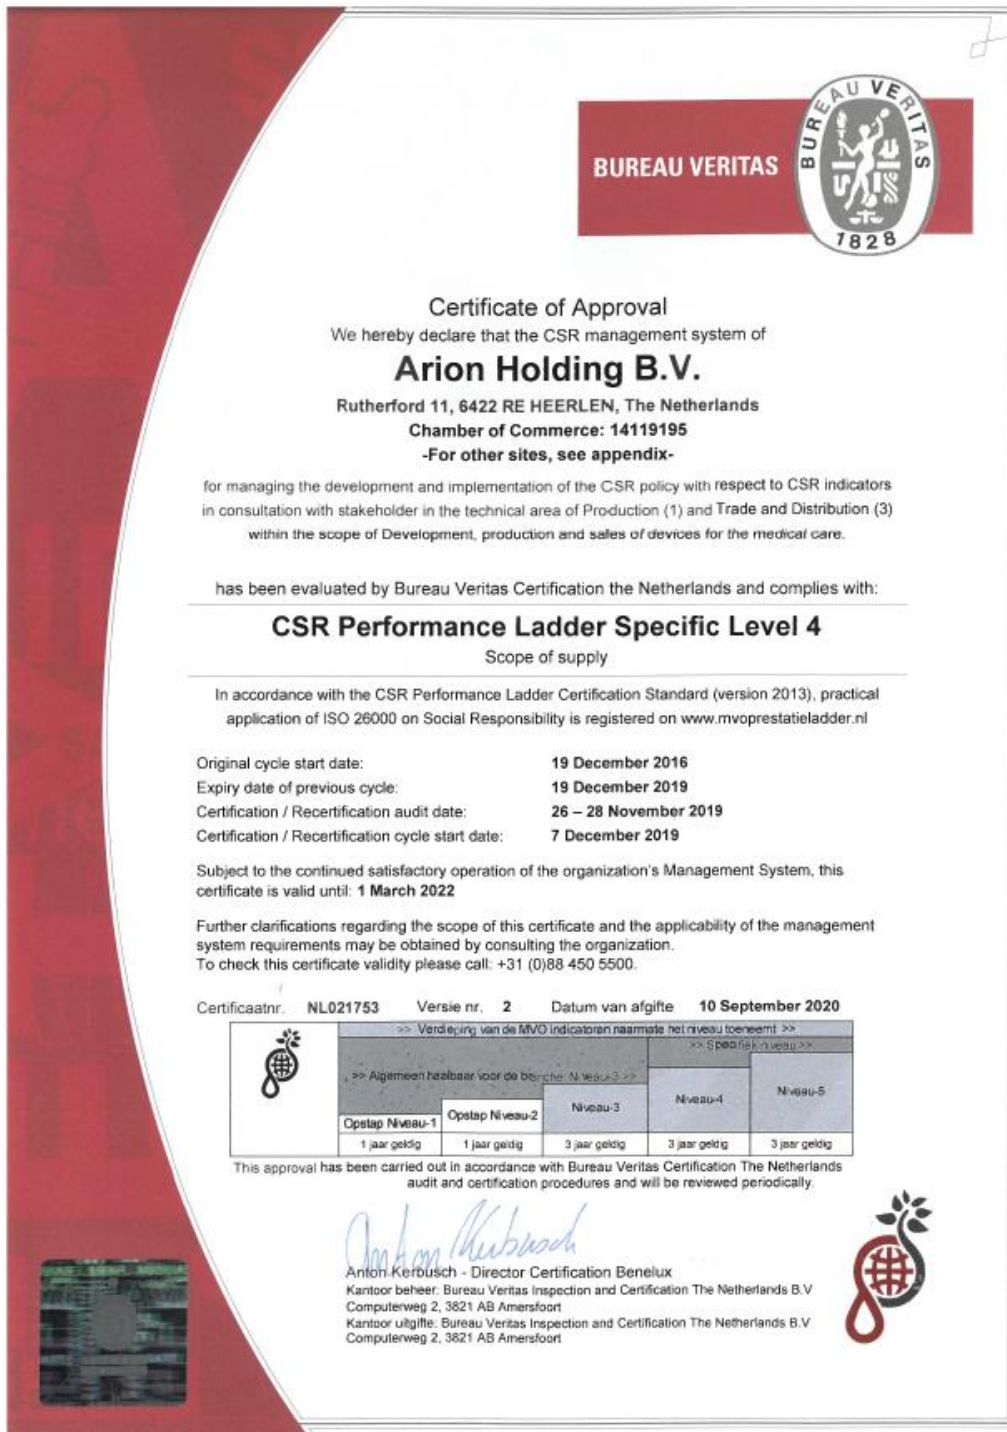 BUREAU VERITAS
BUREAU VERITAS
1828
Certificate of Approval
We hereby declare that the CSR management system of
Arion Holding B.V.
Rutherford 11, 6422 RE HEERLEN, The Netherlands
Chamber of Commerce: 14119195
-For other sites, see appendix-
for managing the development and implementation of the CSR policy with respect to CSR indicators
in consultation with stakeholder in the technical area of Production (1) and Trade and Distribution (3)
within the scope of Development, production and sales of devices for the medical care.
has been evaluated by Bureau Veritas Certification the Netherlands and complies with:
CSR Performance Ladder Specific Level 4
Scope of supply
In accordance with the CSR Performance Ladder Certification Standard (version 2013), practical
application of ISO 26000 on Social Responsibility is registered on www.mvoprestatieladder.nl
Original cycle start date: 19 December 2016
Expiry date of previous cycle: 19 December 2019
Certification / Recertification audit date: 26 – 28 November 2019
Certification / Recertification cycle start date: 7 December 2019
Subject to the continued satisfactory operation of the organization's Management System, this
certificate is valid until: 1 March 2022
Further clarifications regarding the scope of this certificate and the applicability of the management
system requirements may be obtained by consulting the organization.
To check this certificate validity please call: +31 (0)88 450 5500.
Certificaatnr. NL021753 Versie nr. 2 Datum van afgifte 10 September 2020
>> Verdieping van de MVO indicatoren naarmate het niveau toeneemt >>
>> Specifiek niveau >>
>> Algemeen haalbaar voor de branche: Niveau-3 >>
Opstap Niveau-1 Opstap Niveau-2 Niveau-3 Niveau-4 Niveau-5
1 jaar geldig 1 jaar geldig 3 jaar geldig 3 jaar geldig 3 jaar geldig
This approval has been carried out in accordance with Bureau Veritas Certification The Netherlands
audit and certification procedures and will be reviewed periodically.
Anton Kerbusch
Anton Kerbusch - Director Certification Benelux
Kantoor beheer: Bureau Veritas Inspection and Certification The Netherlands B.V
Computerweg 2, 3821 AB Amersfoort
Kantoor uitgifte: Bureau Veritas Inspection and Certification The Netherlands B.V
Computerweg 2, 3821 AB Amersfoort